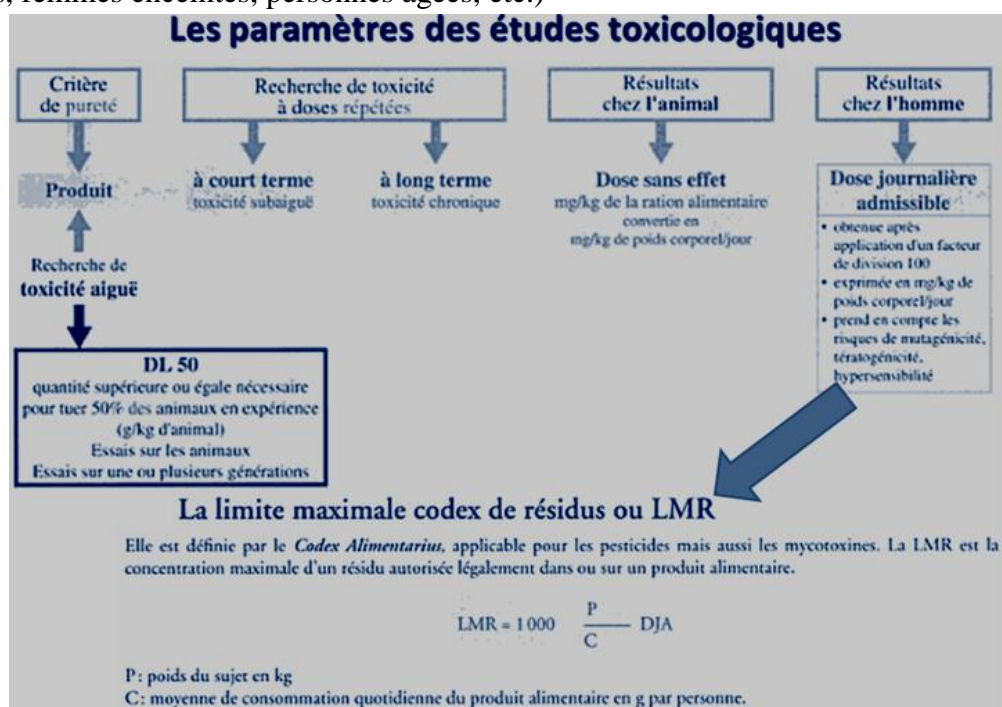 femmes enceintes, personnes âgées, etc.)
Les paramètres des études toxicologiques
Critère
de pureté
Recherche de toxicité
à doses répétées
Résultats
chez l'animal
Résultats
chez l'homme
Produit
à court terme
toxicité subaiguë
à long terme
toxicité chronique
Dose sans effet
mg/kg de la ration alimentaire
convertie en
mg/kg de poids corporel/jour
Dose journalière
admissible
• obtenue après
application d'un facteur
de division 100
• exprimée en mg/kg de
poids corporel/jour
• prend en compte les
risques de mutagénicité,
tératogénicité,
hypersensibilité
Recherche de
toxicité aiguë
DL 50
quantité supérieure ou égale nécessaire
pour tuer 50% des animaux en expérience
(g/kg d'animal)
Essais sur les animaux
Essais sur une ou plusieurs générations
La limite maximale codex de résidus ou LMR
Elle est définie par le Codex Alimentarius, applicable pour les pesticides mais aussi les mycotoxines. La LMR est la
concentration maximale d'un résidu autorisée légalement dans ou sur un produit alimentaire.
LMR = 1 000 P/C DJA
P : poids du sujet en kg
C : moyenne de consommation quotidienne du produit alimentaire en g par personne.